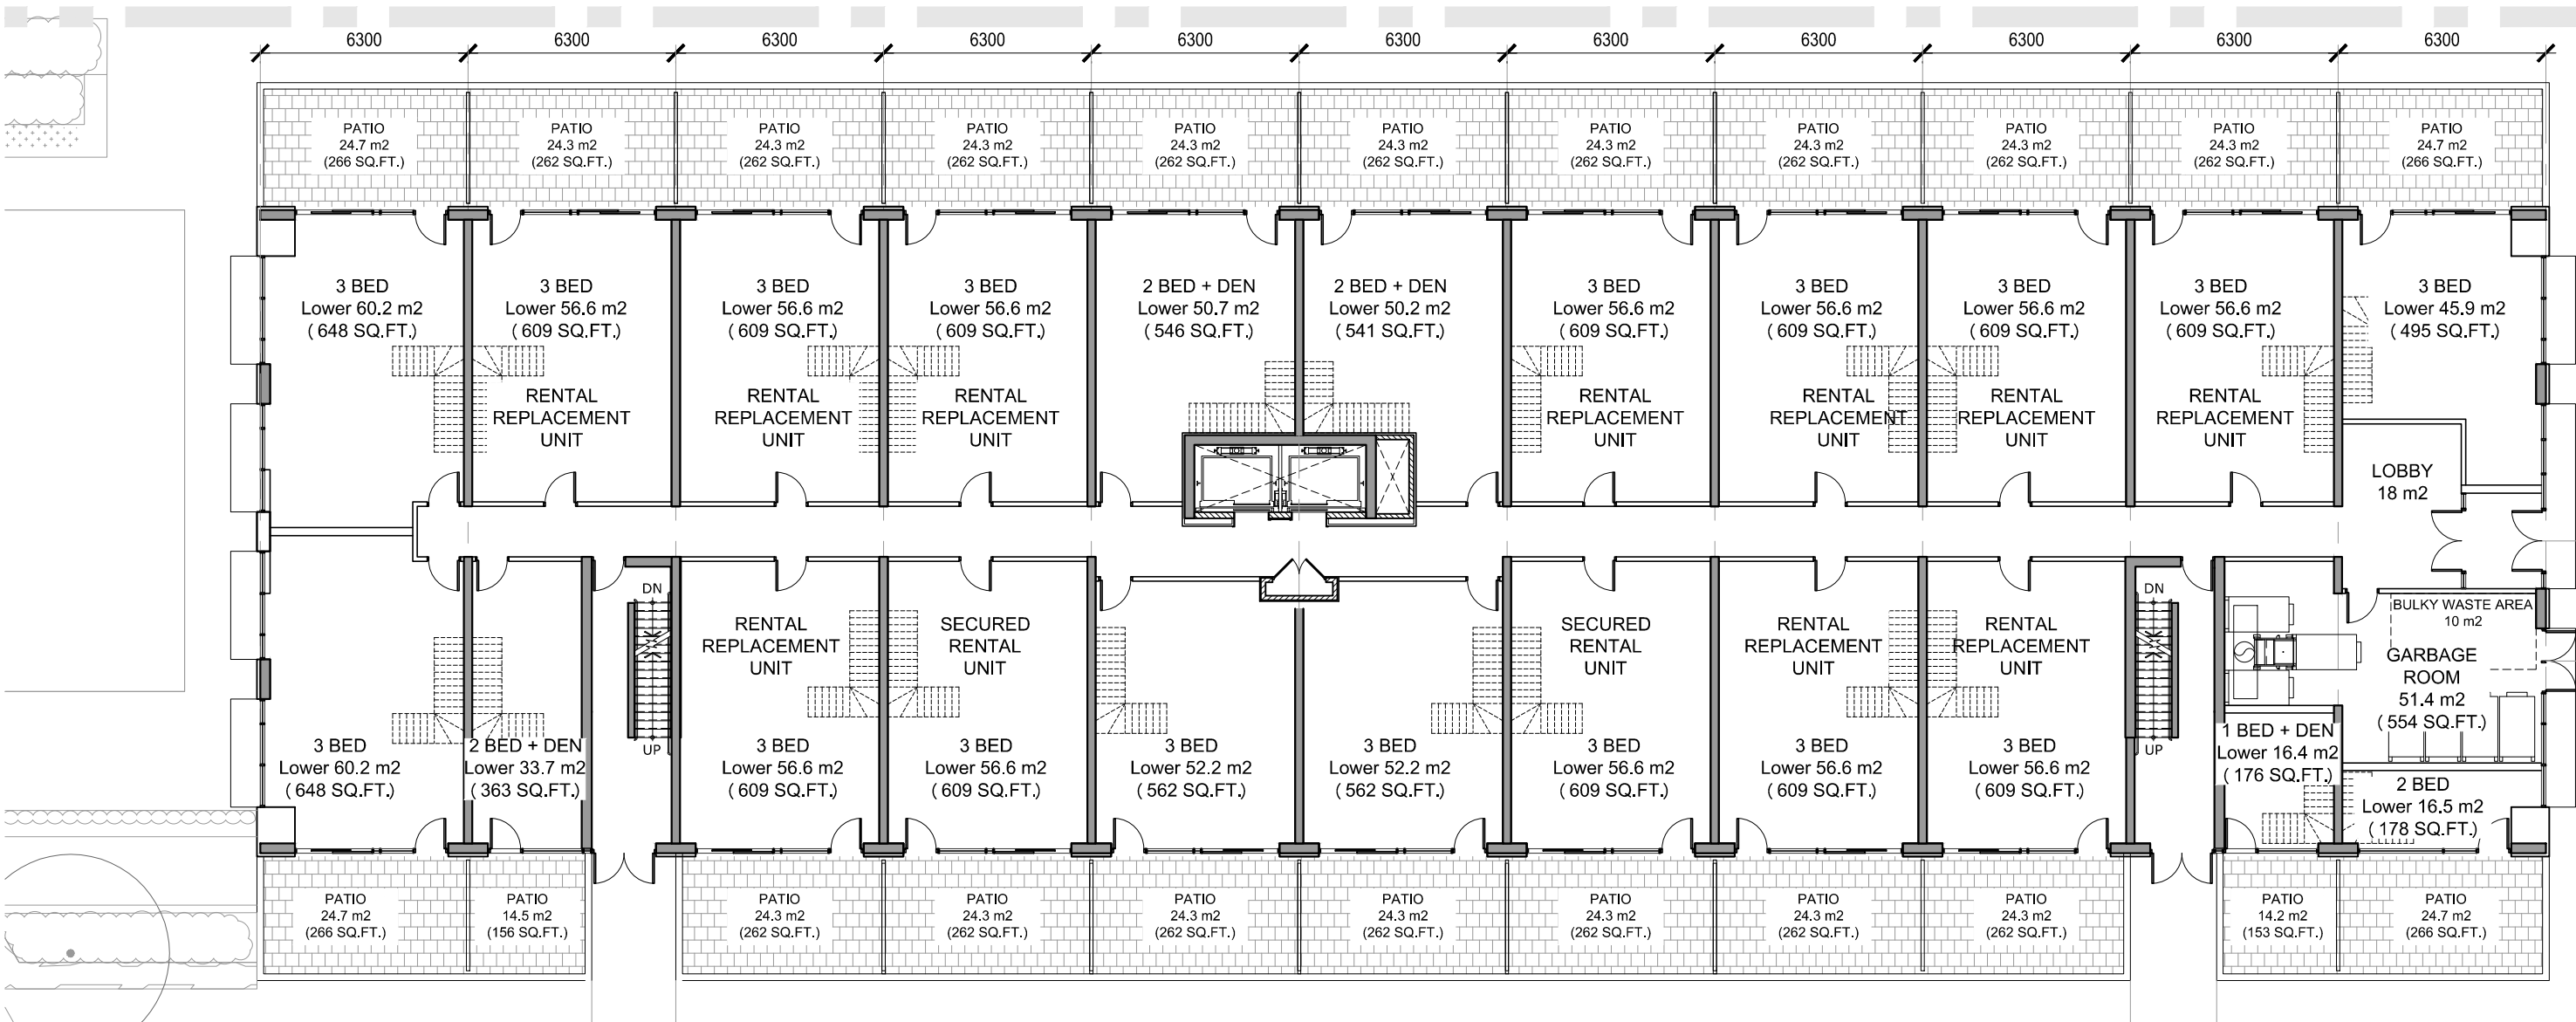 6300 6300 6300 6300 6300 6300 6300 6300 6300 6300 6300
PATIO
24.7 m2
(266 SQ.FT.)
PATIO
24.3 m2
(262 SQ.FT.)
PATIO
24.3 m2
(262 SQ.FT.)
PATIO
24.3 m2
(262 SQ.FT.)
PATIO
24.3 m2
(262 SQ.FT.)
PATIO
24.3 m2
(262 SQ.FT.)
PATIO
24.3 m2
(262 SQ.FT.)
PATIO
24.3 m2
(262 SQ.FT.)
PATIO
24.3 m2
(262 SQ.FT.)
PATIO
24.3 m2
(262 SQ.FT.)
PATIO
24.7 m2
(266 SQ.FT.)
3 BED
Lower 60.2 m2
( 648 SQ.FT.)
3 BED
Lower 56.6 m2
( 609 SQ.FT.)
RENTAL
REPLACEMENT
UNIT
3 BED
Lower 56.6 m2
( 609 SQ.FT.)
RENTAL
REPLACEMENT
UNIT
3 BED
Lower 56.6 m2
( 609 SQ.FT.)
RENTAL
REPLACEMENT
UNIT
2 BED + DEN
Lower 50.7 m2
( 546 SQ.FT.)
2 BED + DEN
Lower 50.2 m2
( 541 SQ.FT.)
3 BED
Lower 56.6 m2
( 609 SQ.FT.)
RENTAL
REPLACEMENT
UNIT
3 BED
Lower 56.6 m2
( 609 SQ.FT.)
RENTAL
REPLACEMENT
UNIT
3 BED
Lower 56.6 m2
( 609 SQ.FT.)
RENTAL
REPLACEMENT
UNIT
3 BED
Lower 56.6 m2
( 609 SQ.FT.)
RENTAL
REPLACEMENT
UNIT
3 BED
Lower 45.9 m2
( 495 SQ.FT.)
LOBBY
18 m2
3 BED
Lower 60.2 m2
( 648 SQ.FT.)
2 BED + DEN
Lower 33.7 m2
( 363 SQ.FT.)
DN
UP
RENTAL
REPLACEMENT
UNIT
3 BED
Lower 56.6 m2
( 609 SQ.FT.)
SECURED
RENTAL
UNIT
3 BED
Lower 56.6 m2
( 609 SQ.FT.)
3 BED
Lower 52.2 m2
( 562 SQ.FT.)
3 BED
Lower 52.2 m2
( 562 SQ.FT.)
SECURED
RENTAL
UNIT
3 BED
Lower 56.6 m2
( 609 SQ.FT.)
RENTAL
REPLACEMENT
UNIT
3 BED
Lower 56.6 m2
( 609 SQ.FT.)
RENTAL
REPLACEMENT
UNIT
3 BED
Lower 56.6 m2
( 609 SQ.FT.)
DN
UP
BULKY WASTE AREA
10 m2
GARBAGE
ROOM
51.4 m2
( 554 SQ.FT.)
1 BED + DEN
Lower 16.4 m2
( 176 SQ.FT.)
2 BED
Lower 16.5 m2
( 178 SQ.FT.)
PATIO
24.7 m2
(266 SQ.FT.)
PATIO
14.5 m2
(156 SQ.FT.)
PATIO
24.3 m2
(262 SQ.FT.)
PATIO
24.3 m2
(262 SQ.FT.)
PATIO
24.3 m2
(262 SQ.FT.)
PATIO
24.3 m2
(262 SQ.FT.)
PATIO
24.3 m2
(262 SQ.FT.)
PATIO
24.3 m2
(262 SQ.FT.)
PATIO
24.3 m2
(262 SQ.FT.)
PATIO
14.2 m2
(153 SQ.FT.)
PATIO
24.7 m2
(266 SQ.FT.)